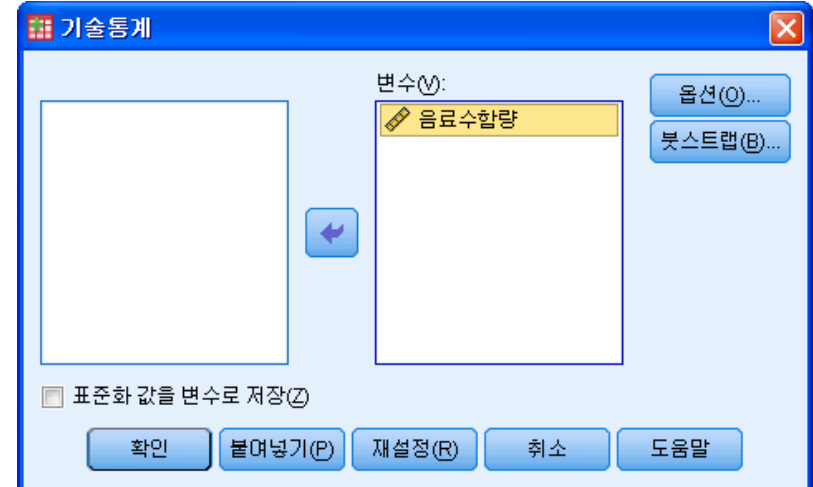 기술통계
변수(V):
음료수함량
옵션(O)...
붓스트랩(B)...
표준화 값을 변수로 저장(Z)
확인 붙여넣기(P) 재설정(R) 취소 도움말